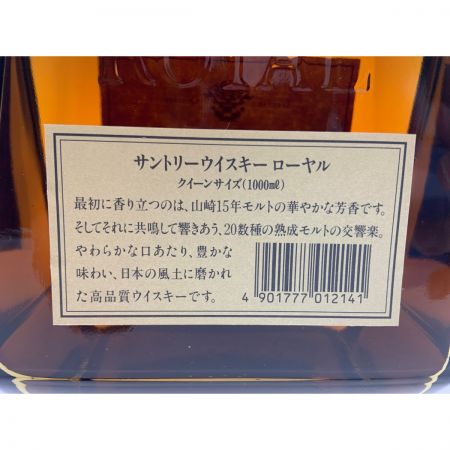 ROYAL
サントリーウイスキー ローヤル
クイーンサイズ(1000㎖)
最初に香り立つのは、山崎15年モルトの華やかな芳香です。
そしてそれに共鳴して響きあう、20数種の熟成モルトの交響楽。
やわらかな口あたり、豊かな
味わい、日本の風土に磨かれ
た高品質ウイスキーです。
4 901777 012141